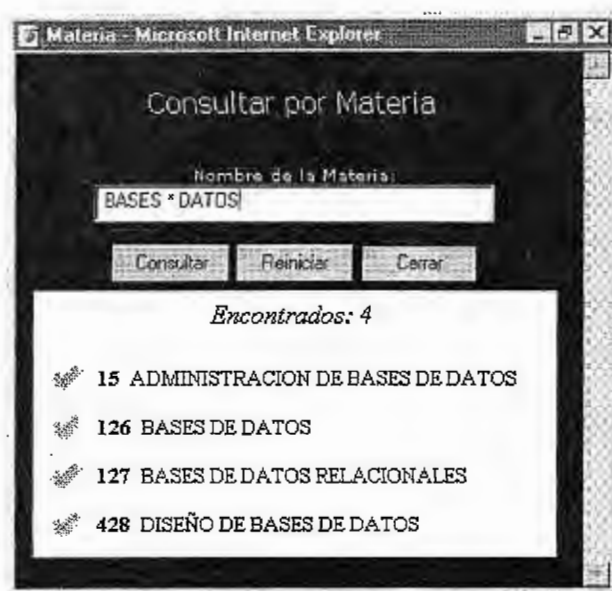 Materia - Microsoft Internet Explorer
Consultar por Materia
Nombre de la Materia:
BASES * DATOS
Consultar Reiniciar Cerrar
Encontrados: 4
15 ADMINISTRACION DE BASES DE DATOS
126 BASES DE DATOS
127 BASES DE DATOS RELACIONALES
428 DISEÑO DE BASES DE DATOS